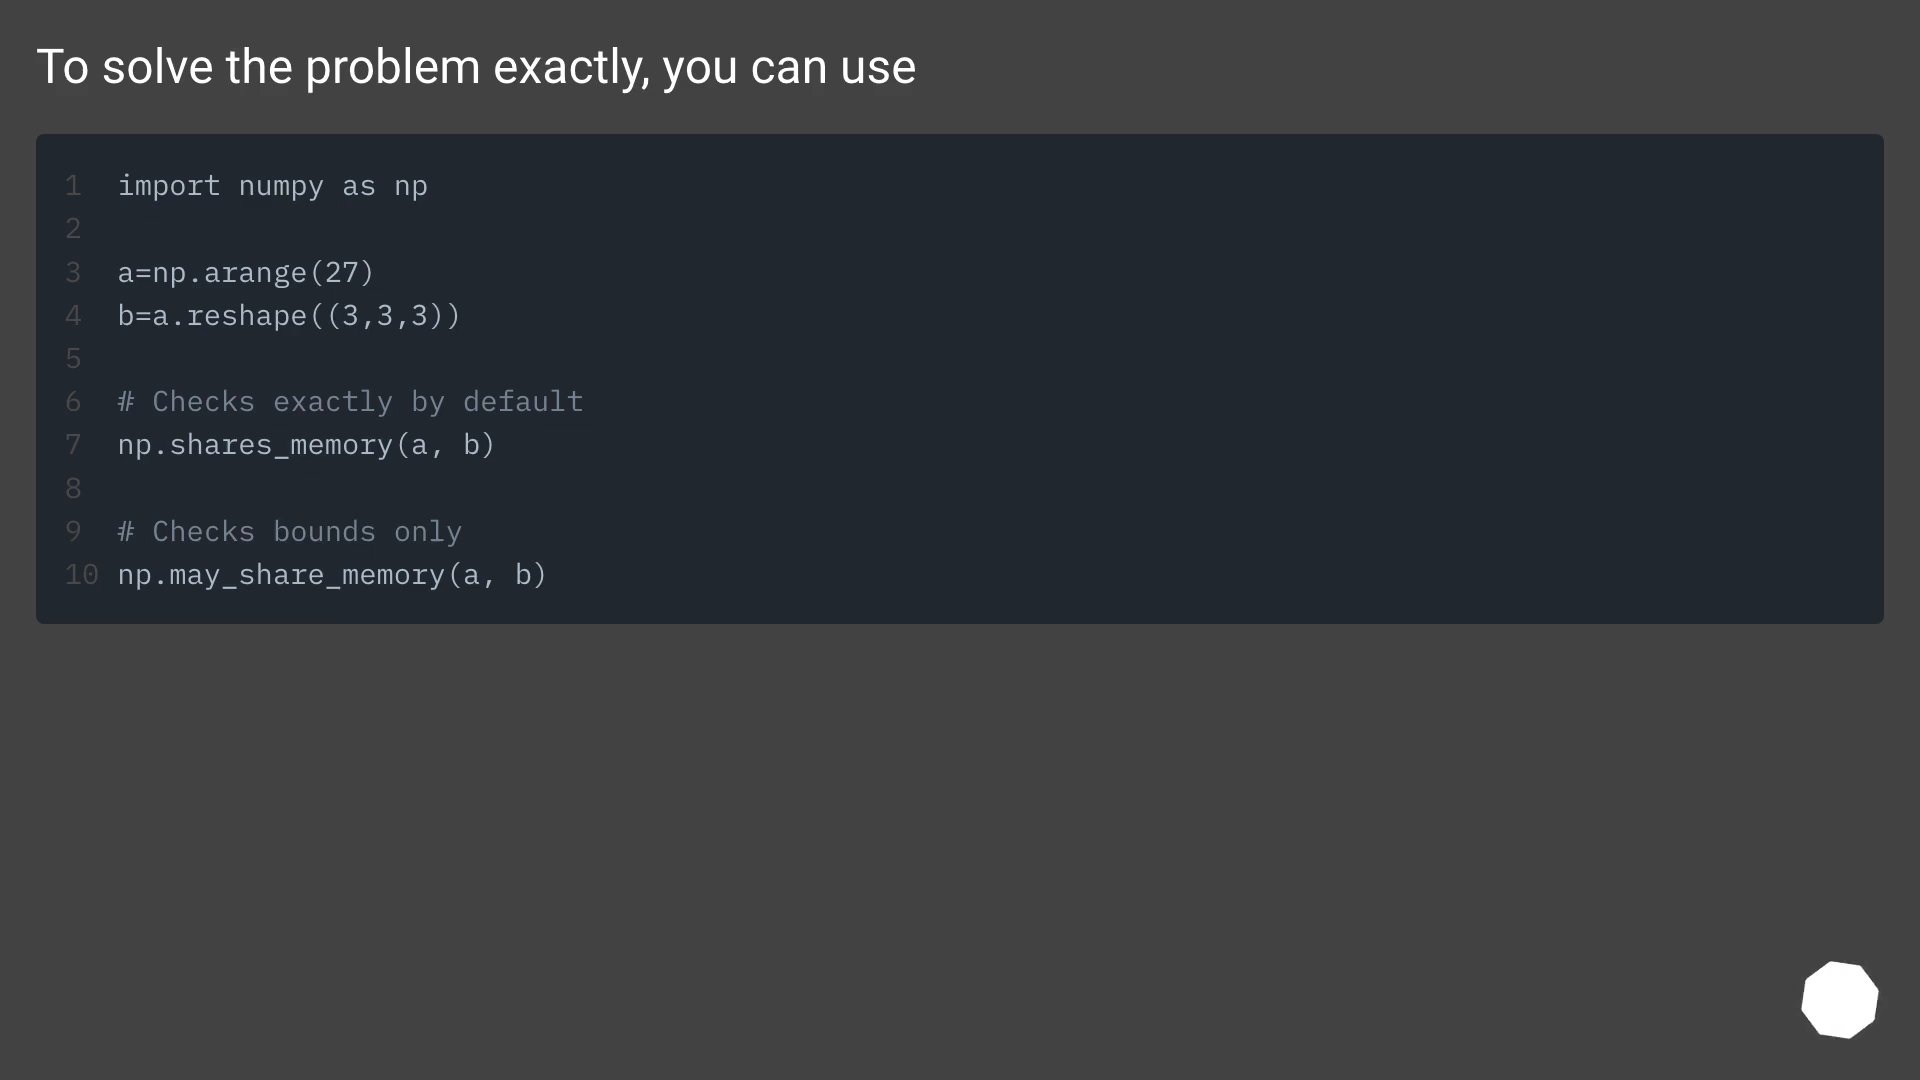 To solve the problem exactly, you can use
1 import numpy as np
2
3 a=np.arange(27)
4 b=a.reshape((3,3,3))
5
6 # Checks exactly by default
7 np.shares_memory(a, b)
8
9 # Checks bounds only
10 np.may_share_memory(a, b)